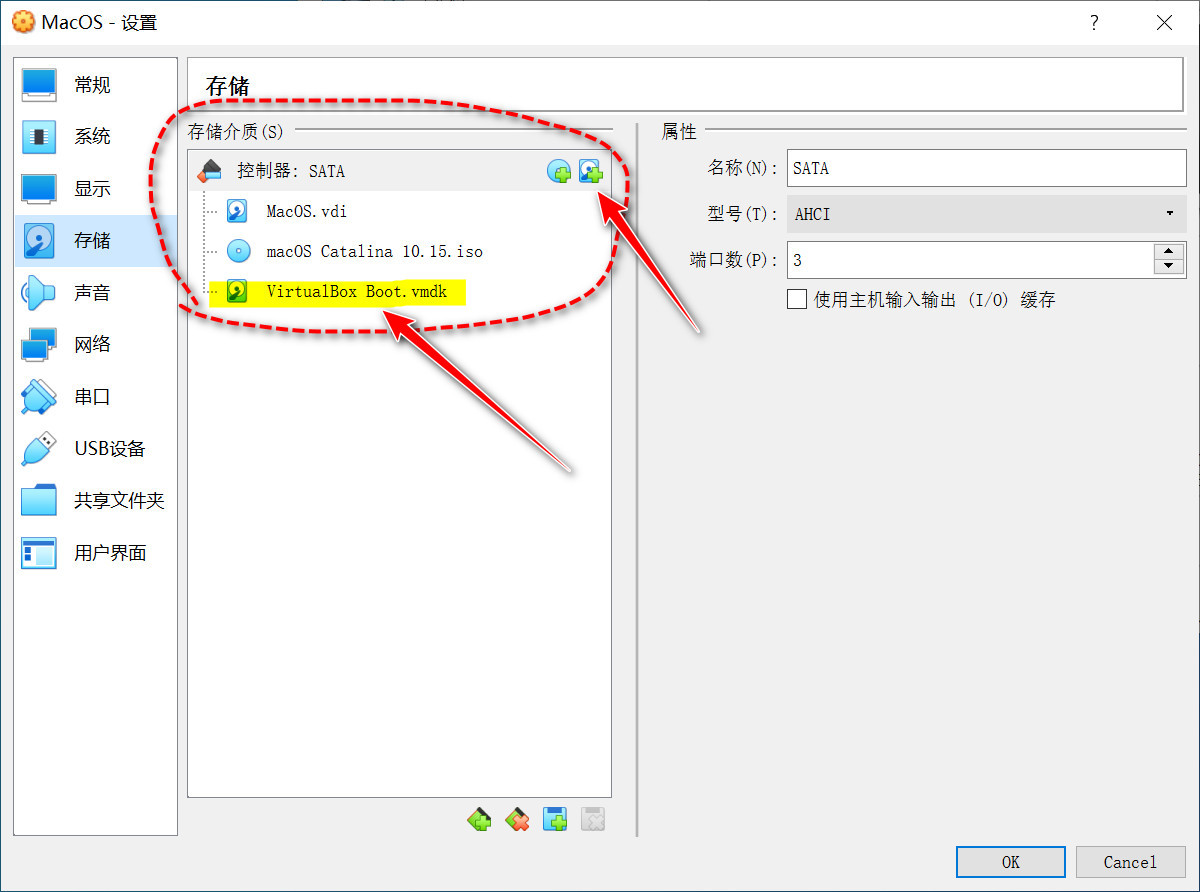 MacOS - 设置
?
常规
系统
显示
存储
声音
网络
串口
USB设备
共享文件夹
用户界面
存储
存储介质(S)
控制器: SATA
MacOS.vdi
macOS Catalina 10.15.iso
VirtualBox Boot.vmdk
属性
名称(N): SATA
型号(T): AHCI
端口数(P): 3
使用主机输入输出 (I/O) 缓存
OK
Cancel